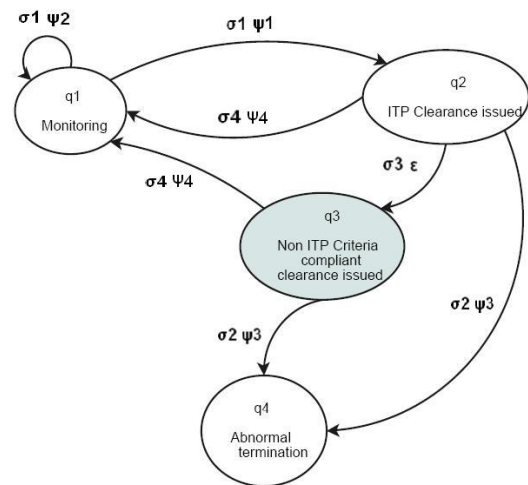 σ1 ψ2
σ1 ψ1
q1
Monitoring
q2
ITP Clearance issued
σ4 ψ4
σ3 ε
σ4 ψ4
q3
Non ITP Criteria
compliant
clearance issued
σ2 ψ3
σ2 ψ3
q4
Abnormal
termination